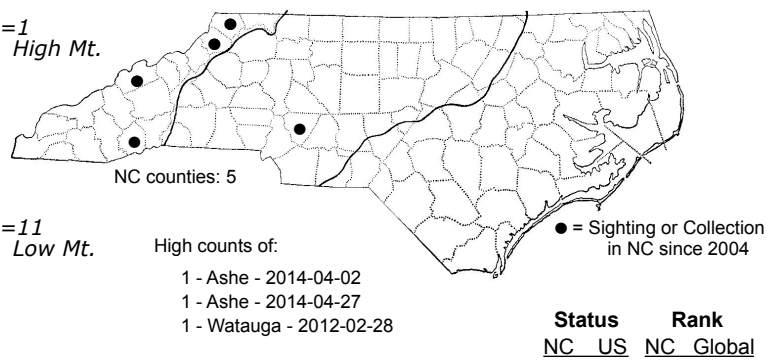 =1
High Mt.
NC counties: 5
=11
Low Mt.
High counts of:
1 - Ashe - 2014-04-02
1 - Ashe - 2014-04-27
1 - Watauga - 2012-02-28
● = Sighting or Collection
in NC since 2004
Status Rank
NC US NC Global